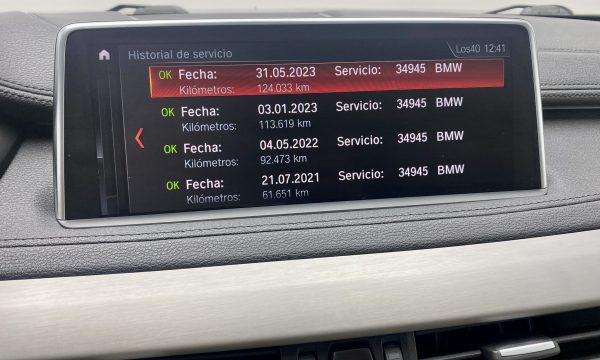 Historial de servicio Los40 12:41
OK Fecha: 31.05.2023 Servicio: 34945 BMW
Kilómetros: 124.033 km
OK Fecha: 03.01.2023 Servicio: 34945 BMW
Kilómetros: 113.619 km
OK Fecha: 04.05.2022 Servicio: 34945 BMW
Kilómetros: 92.473 km
OK Fecha: 21.07.2021 Servicio: 34945 BMW
Kilómetros: 61.651 km